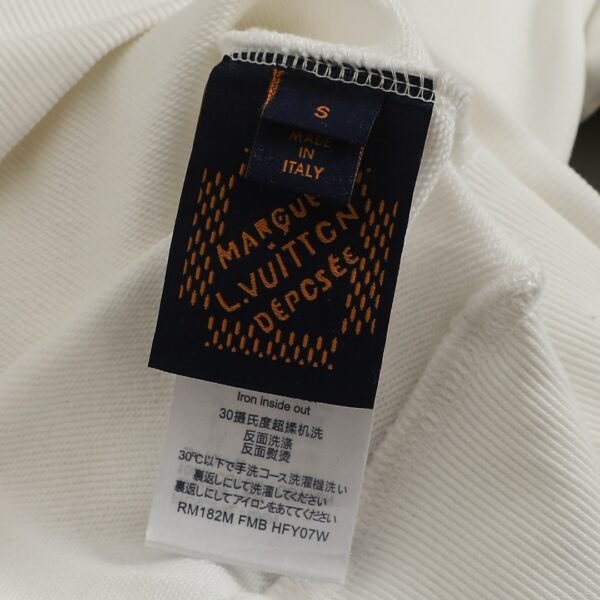 S
MADE
IN
ITALY
MARQUE
L.VUITTON
DÉPOSÉE
Iron inside out
30摄氏度超揉机洗
反面洗涤
反面熨烫
30℃以下で手洗コース洗濯機洗い
裏返しにして洗濯してください
裏返しにしてアイロンをあててください
RM182M FMB HFY07W